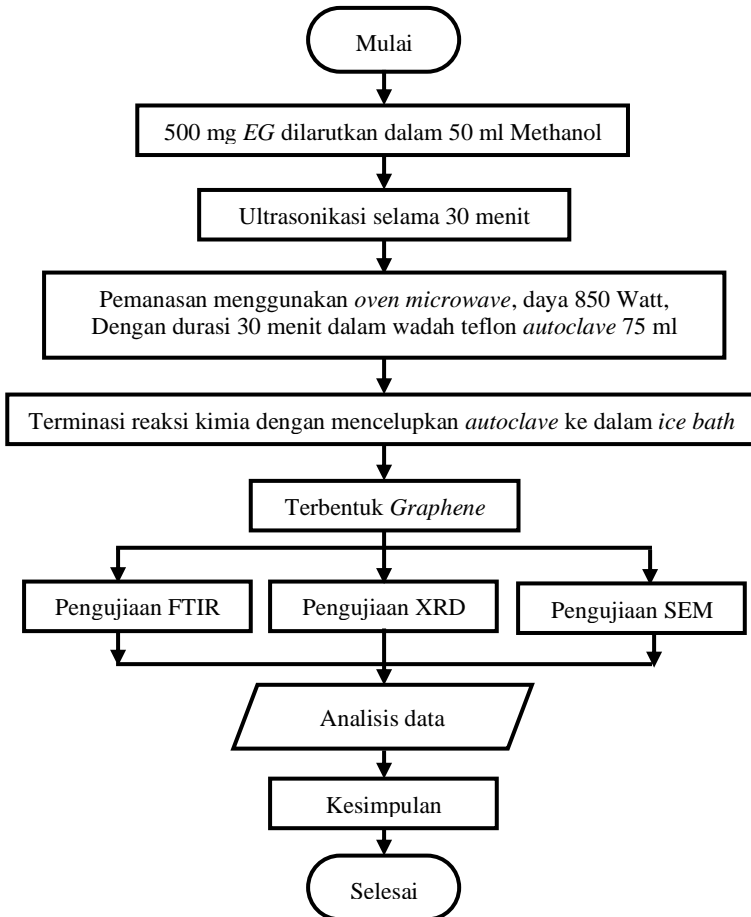 Mulai
500 mg EG dilarutkan dalam 50 ml Methanol
Ultrasonikasi selama 30 menit
Pemanasan menggunakan oven microwave, daya 850 Watt,
Dengan durasi 30 menit dalam wadah teflon autoclave 75 ml
Terminasi reaksi kimia dengan mencelupkan autoclave ke dalam ice bath
Terbentuk Graphene
Pengujiaan FTIR
Pengujiaan XRD
Pengujiaan SEM
Analisis data
Kesimpulan
Selesai